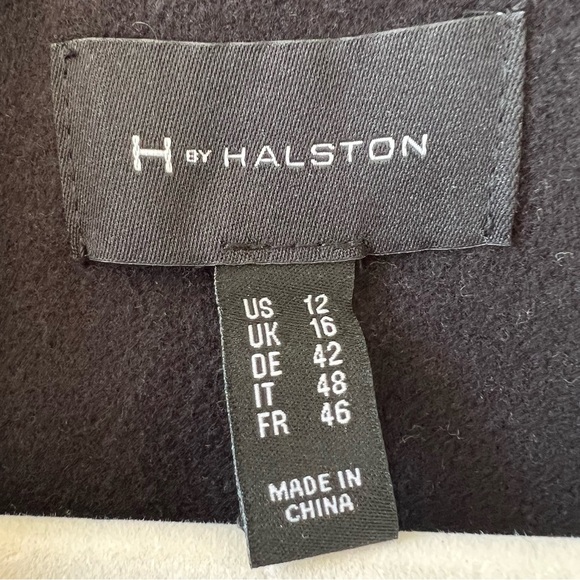 H BY HALSTON
US 12
UK 16
DE 42
IT 48
FR 46
MADE IN
CHINA